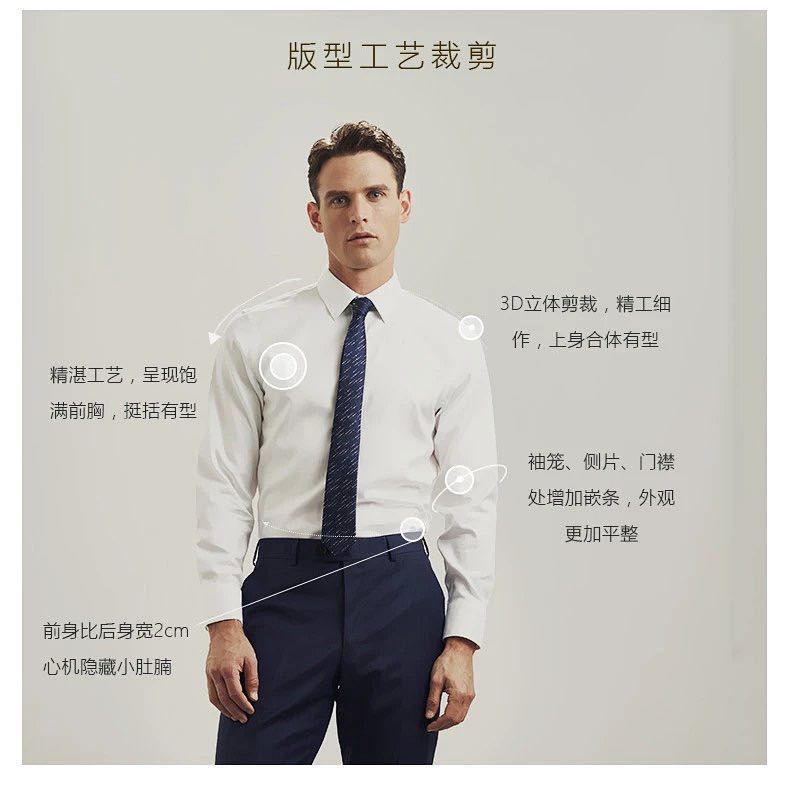 版型工艺裁剪
3D立体剪裁，精工细
作，上身合体有型
精湛工艺，呈现饱
满前胸，挺括有型
袖笼、侧片、门襟
处增加嵌条，外观
更加平整
前身比后身宽2cm
心机隐藏小肚腩